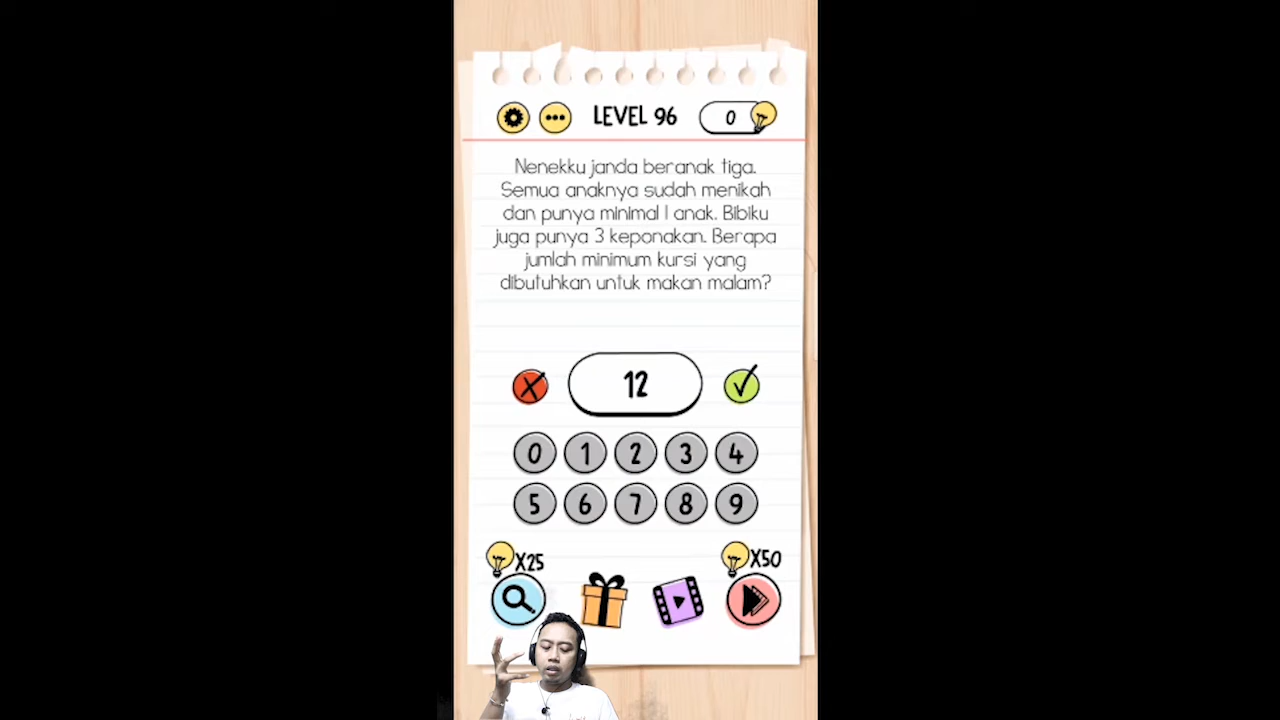 LEVEL 96
0
Nenekku janda beranak tiga.
Semua anaknya sudah menikah
dan punya minimal 1 anak. Bibiku
juga punya 3 keponakan. Berapa
jumlah minimum kursi yang
dibutuhkan untuk makan malam?
12
0 1 2 3 4
5 6 7 8 9
X25
X50